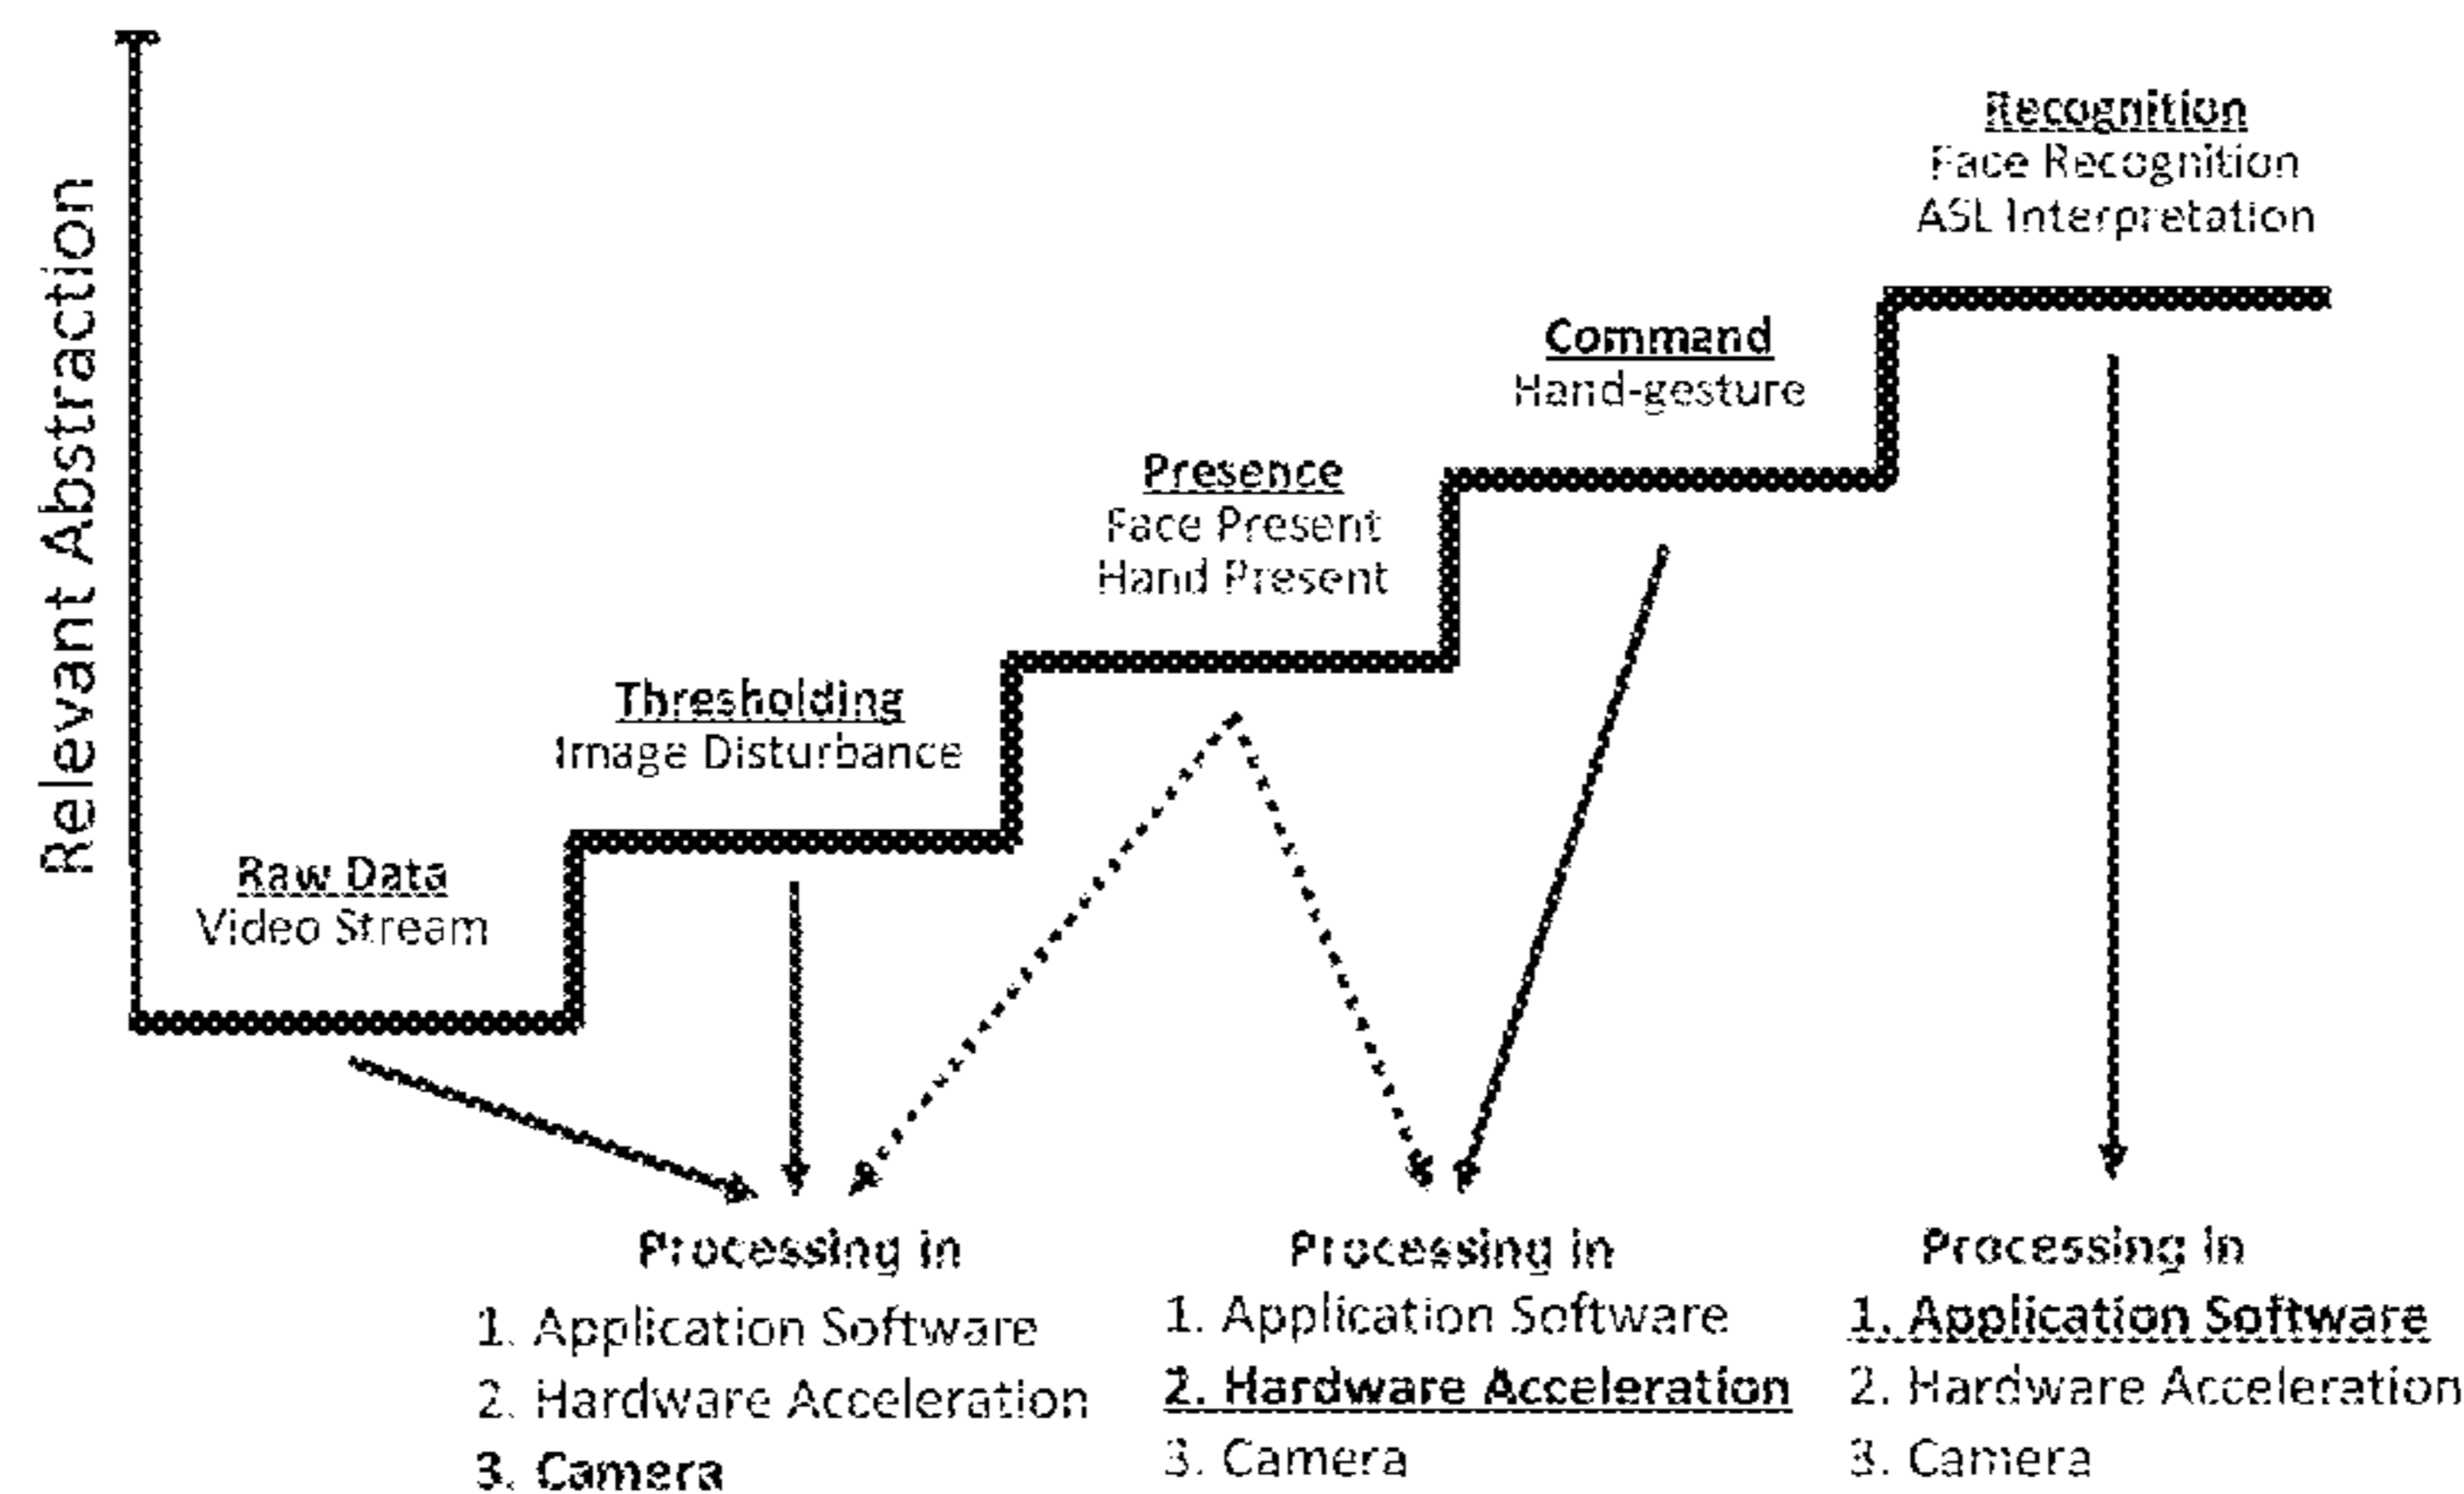 Relevant Abstraction
Recognition
Face Recognition
ASL Interpretation
Command
Hand-gesture
Presence
Face Present
Hand Present
Thresholding
Image Disturbance
Raw Data
Video Stream
Processing in
1. Application Software
2. Hardware Acceleration
3. Camera
Processing in
1. Application Software
2. Hardware Acceleration
3. Camera
Processing in
1. Application Software
2. Hardware Acceleration
3. Camera